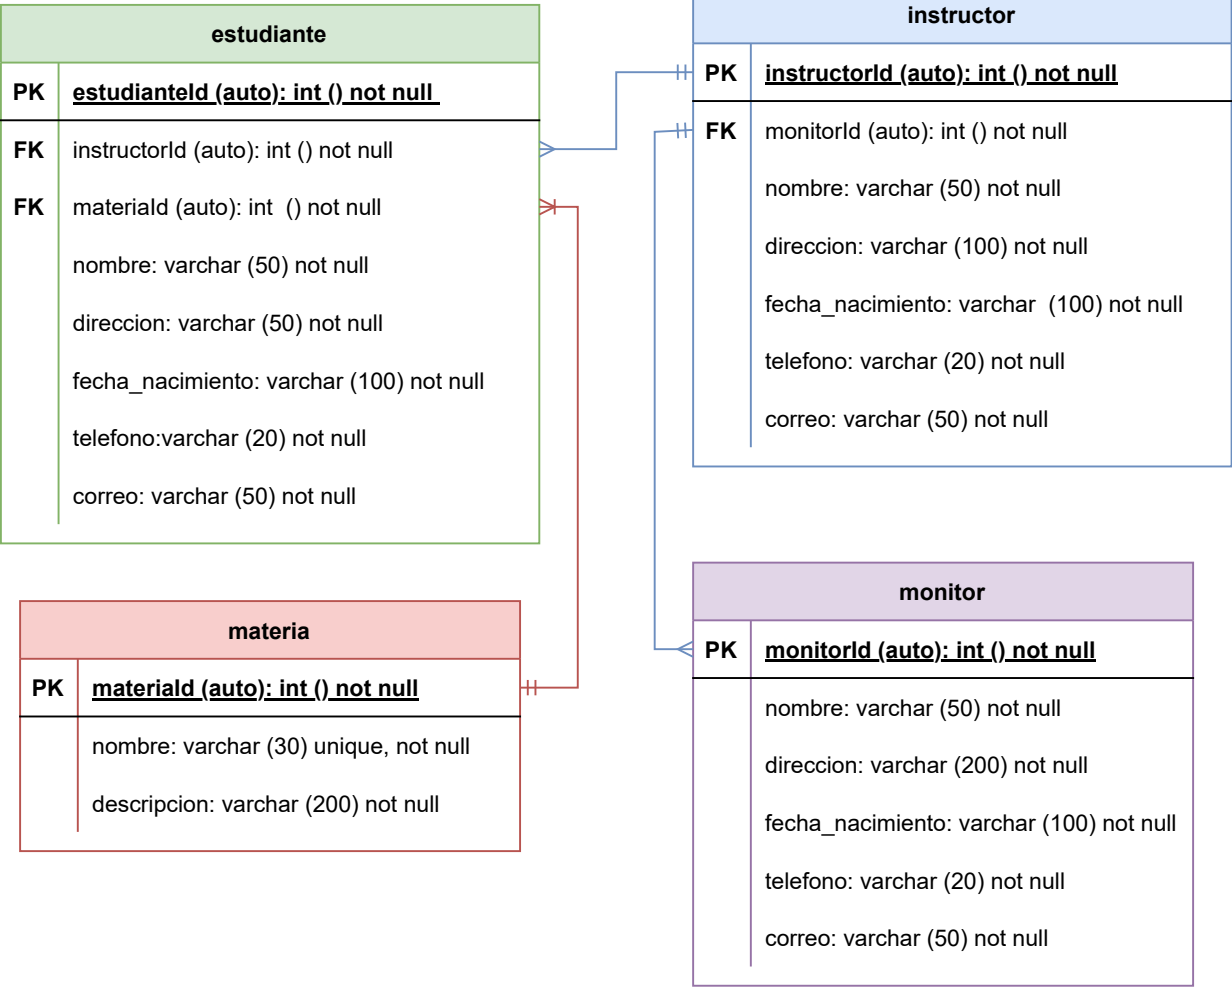 estudiante
PK estudianteId (auto): int () not null
FK instructorId (auto): int () not null
FK materiaId (auto): int () not null
nombre: varchar (50) not null
direccion: varchar (50) not null
fecha_nacimiento: varchar (100) not null
telefono:varchar (20) not null
correo: varchar (50) not null
instructor
PK instructorId (auto): int () not null
FK monitorId (auto): int () not null
nombre: varchar (50) not null
direccion: varchar (100) not null
fecha_nacimiento: varchar (100) not null
telefono: varchar (20) not null
correo: varchar (50) not null
materia
PK materiaId (auto): int () not null
nombre: varchar (30) unique, not null
descripcion: varchar (200) not null
monitor
PK monitorId (auto): int () not null
nombre: varchar (50) not null
direccion: varchar (200) not null
fecha_nacimiento: varchar (100) not null
telefono: varchar (20) not null
correo: varchar (50) not null